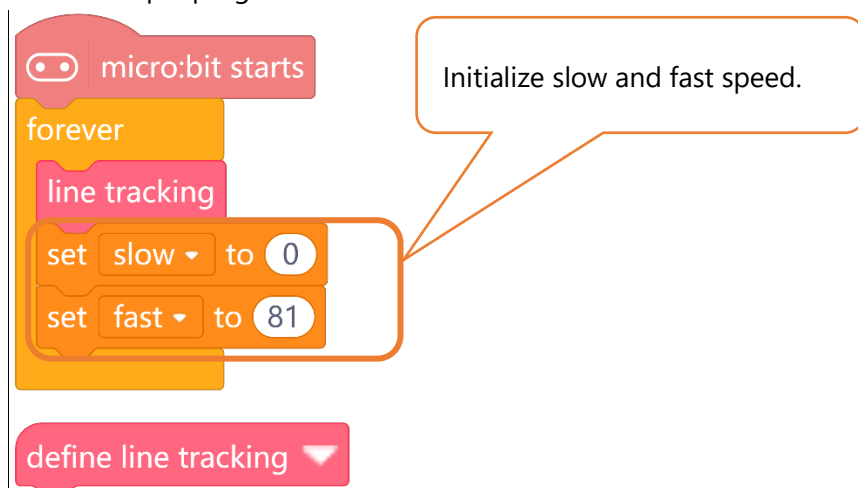 micro:bit starts
Initialize slow and fast speed.
forever
line tracking
set slow to 0
set fast to 81
define line tracking